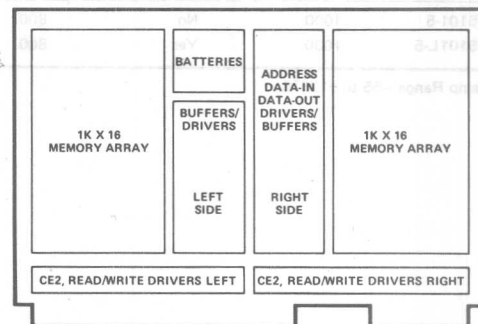 1K X 16
MEMORY ARRAY
BATTERIES
BUFFERS/
DRIVERS
LEFT
SIDE
ADDRESS
DATA-IN
DATA-OUT
DRIVERS/
BUFFERS
RIGHT
SIDE
1K X 16
MEMORY ARRAY
CE2, READ/WRITE DRIVERS LEFT
CE2, READ/WRITE DRIVERS RIGHT